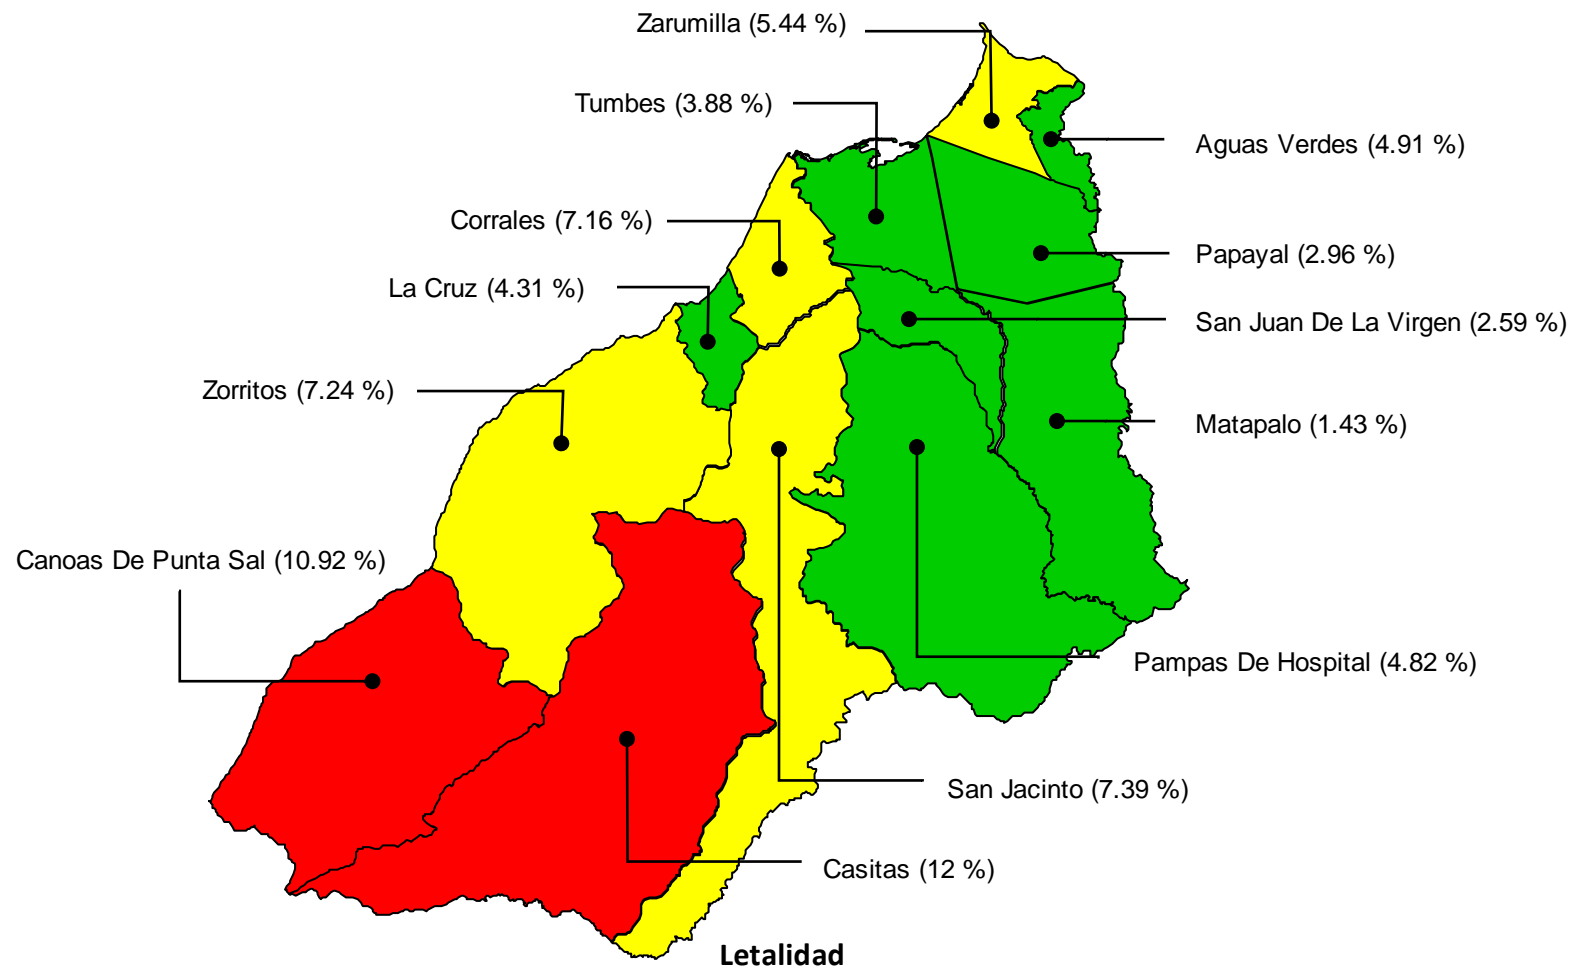 Zarumilla (5.44 %)
Tumbes (3.88 %)
Aguas Verdes (4.91 %)
Corrales (7.16 %)
Papayal (2.96 %)
La Cruz (4.31 %)
San Juan De La Virgen (2.59 %)
Zorritos (7.24 %)
Matapalo (1.43 %)
Canoas De Punta Sal (10.92 %)
Pampas De Hospital (4.82 %)
San Jacinto (7.39 %)
Casitas (12 %)
Letalidad